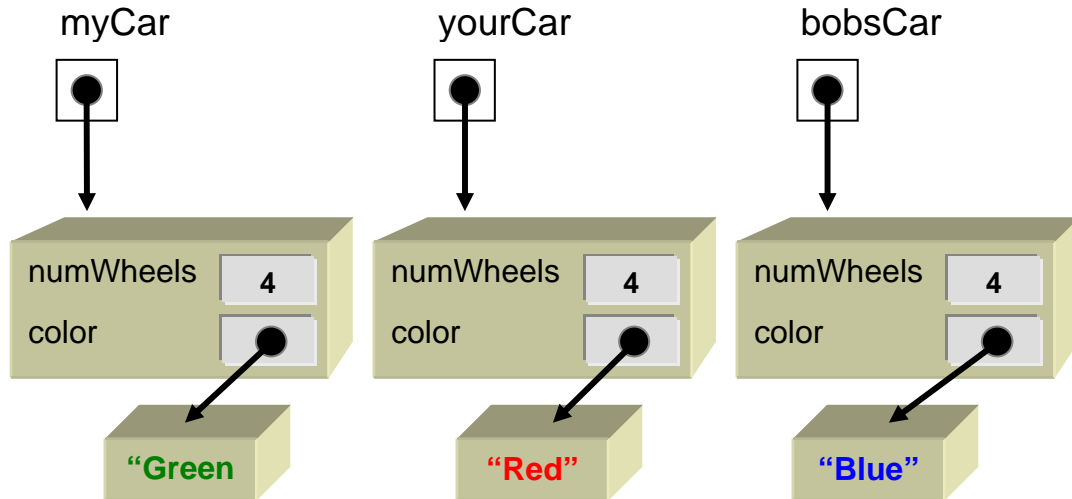 myCar
yourCar
bobsCar
numWheels 4
color
“Green
numWheels 4
color
“Red”
numWheels 4
color
“Blue”